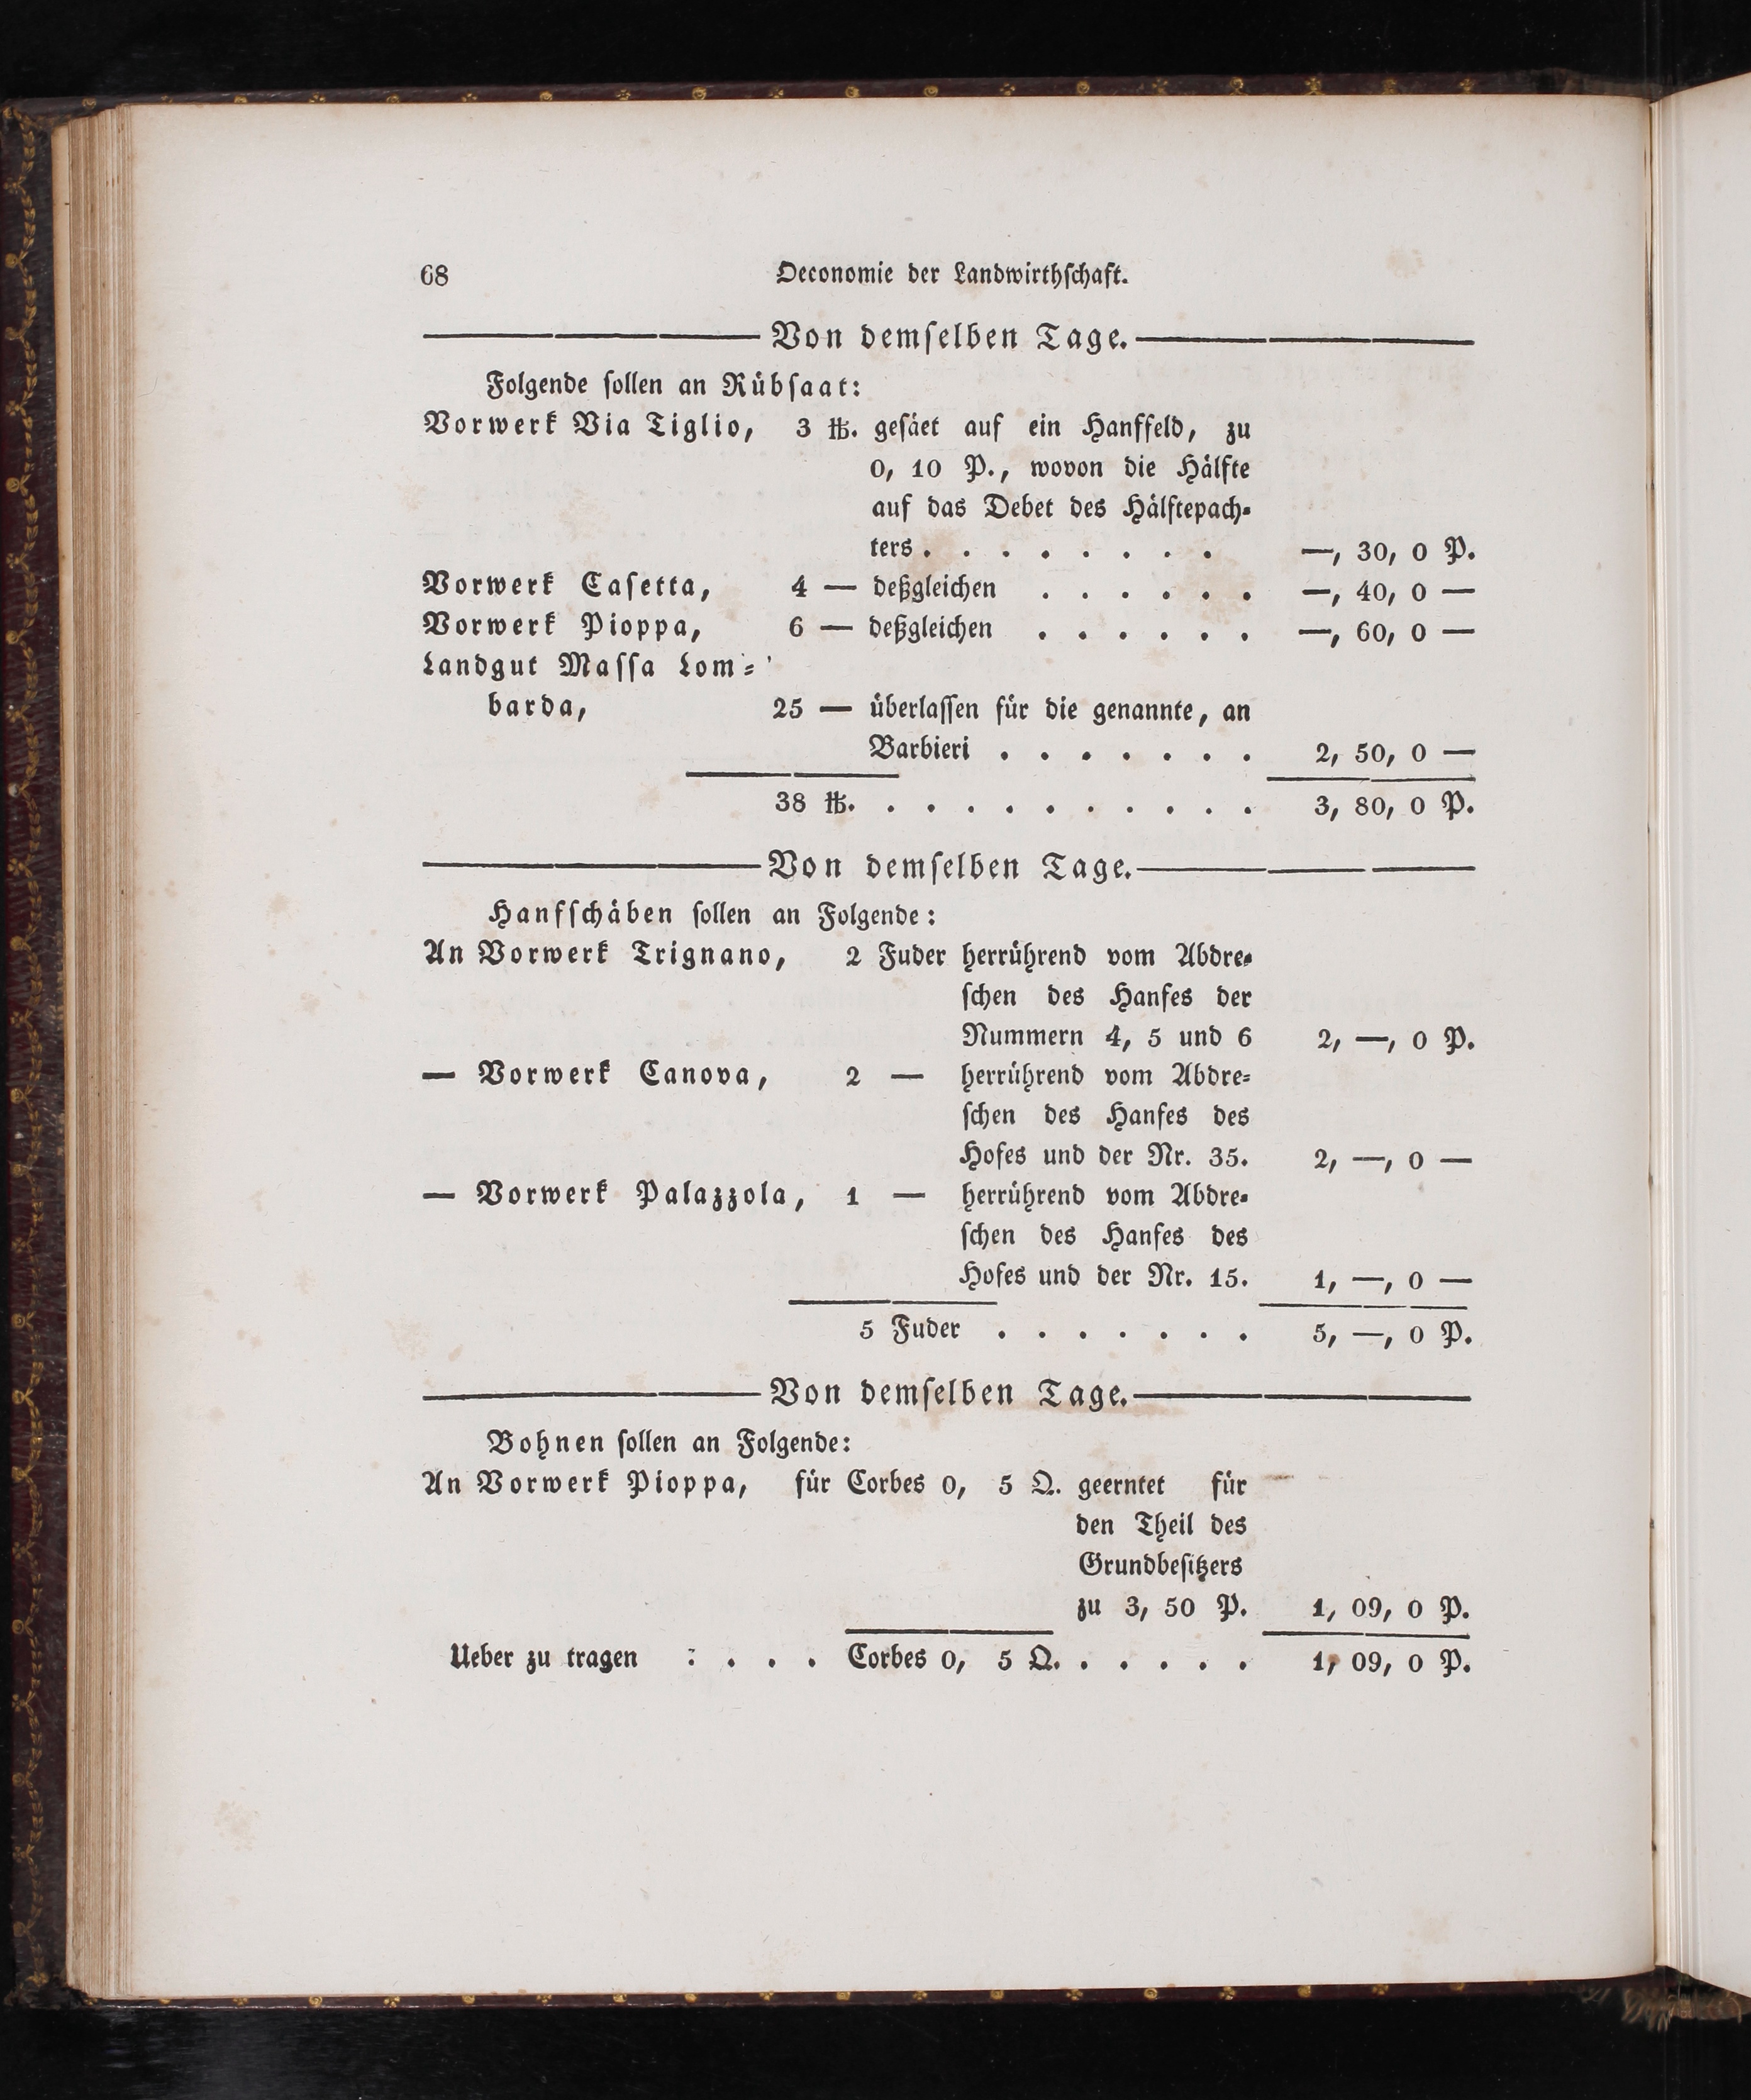 68 Oeconomie der Landwirthſchaft.
Von demſelben Tage.
Folgende ſollen an Rübſaat:
Vorwerk Via Tiglio, 3 ℔. geſäet auf ein Hanffeld, zu
0, 10 P., wovon die Hälfte
auf das Debet des Hälftepach-
ters . . . . . . . . —, 30, 0 P.
Vorwerk Caſetta, 4 — deßgleichen . . . . . . —, 40, 0 —
Vorwerk Pioppa, 6 — deßgleichen . . . . . . —, 60, 0 —
Landgut Maſſa Lom-
barda, 25 — überlaſſen für die genannte, an
Barbieri . . . . . . . 2, 50, 0 —
38 ℔. . . . . . . . . . . 3, 80, 0 P.
Von demſelben Tage.
Hanfſchäben ſollen an Folgende:
An Vorwerk Trignano, 2 Fuder herrührend vom Abdre-
ſchen des Hanfes der
Nummern 4, 5 und 6 2, —, 0 P.
— Vorwerk Canova, 2 — herrührend vom Abdre-
ſchen des Hanfes des
Hofes und der Nr. 35. 2, —, 0 —
— Vorwerk Palazzola, 1 — herrührend vom Abdre-
ſchen des Hanfes des
Hofes und der Nr. 15. 1, —, 0 —
5 Fuder . . . . . . . 5, —, 0 P.
Von demſelben Tage.
Bohnen ſollen an Folgende:
An Vorwerk Pioppa, für Corbes 0, 5 Q. geerntet für
den Theil des
Grundbeſitzers
zu 3, 50 P. 1, 09, 0 P.
Ueber zu tragen : . . . Corbes 0, 5 Q. . . . . . 1, 09, 0 P.